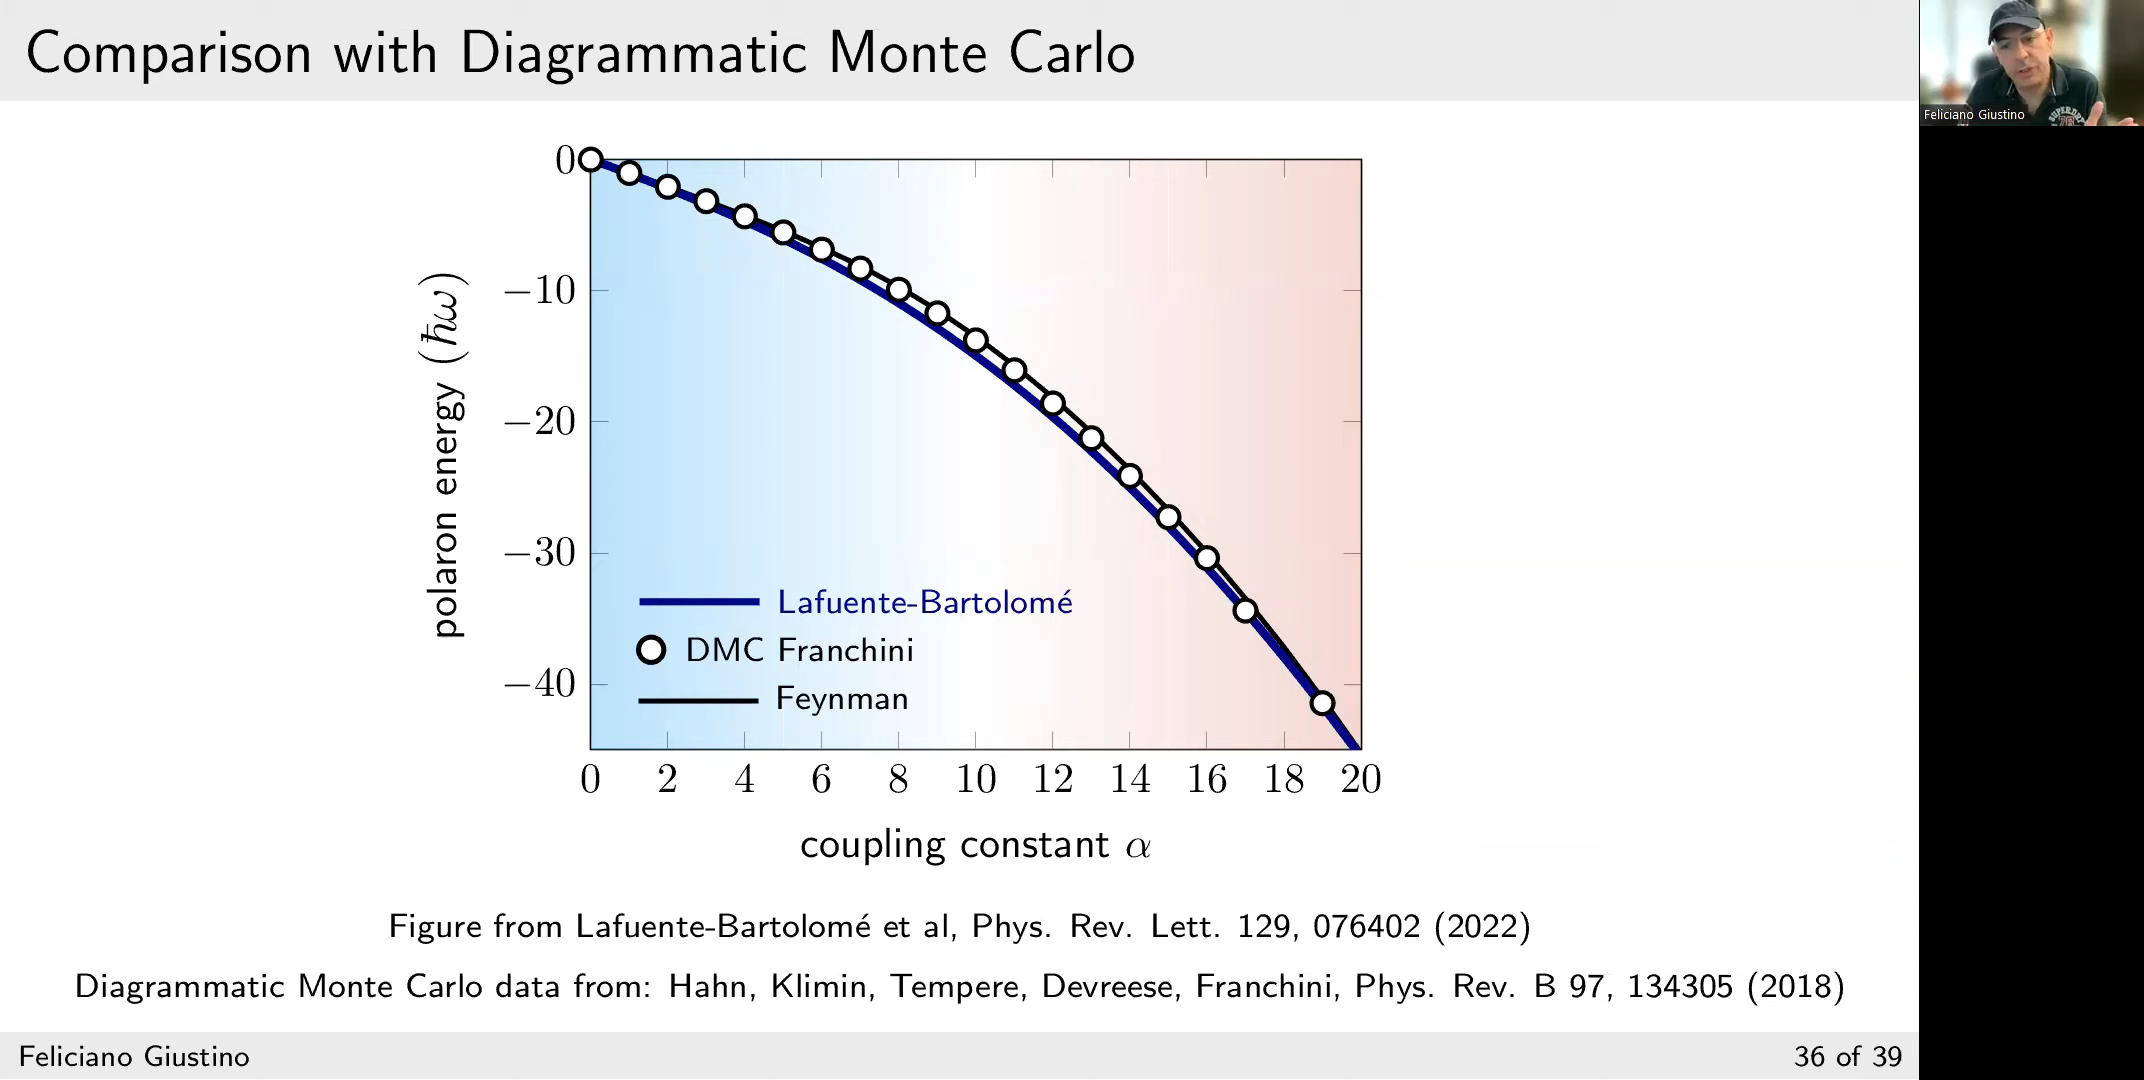 Comparison with Diagrammatic Monte Carlo
Feliciano Giustino
SUPERDRY
polaron energy (ℏω)
0
−10
−20
−30
−40
Lafuente-Bartolomé
DMC Franchini
Feynman
0 2 4 6 8 10 12 14 16 18 20
coupling constant α
Figure from Lafuente-Bartolomé et al, Phys. Rev. Lett. 129, 076402 (2022)
Diagrammatic Monte Carlo data from: Hahn, Klimin, Tempere, Devreese, Franchini, Phys. Rev. B 97, 134305 (2018)
Feliciano Giustino
36 of 39